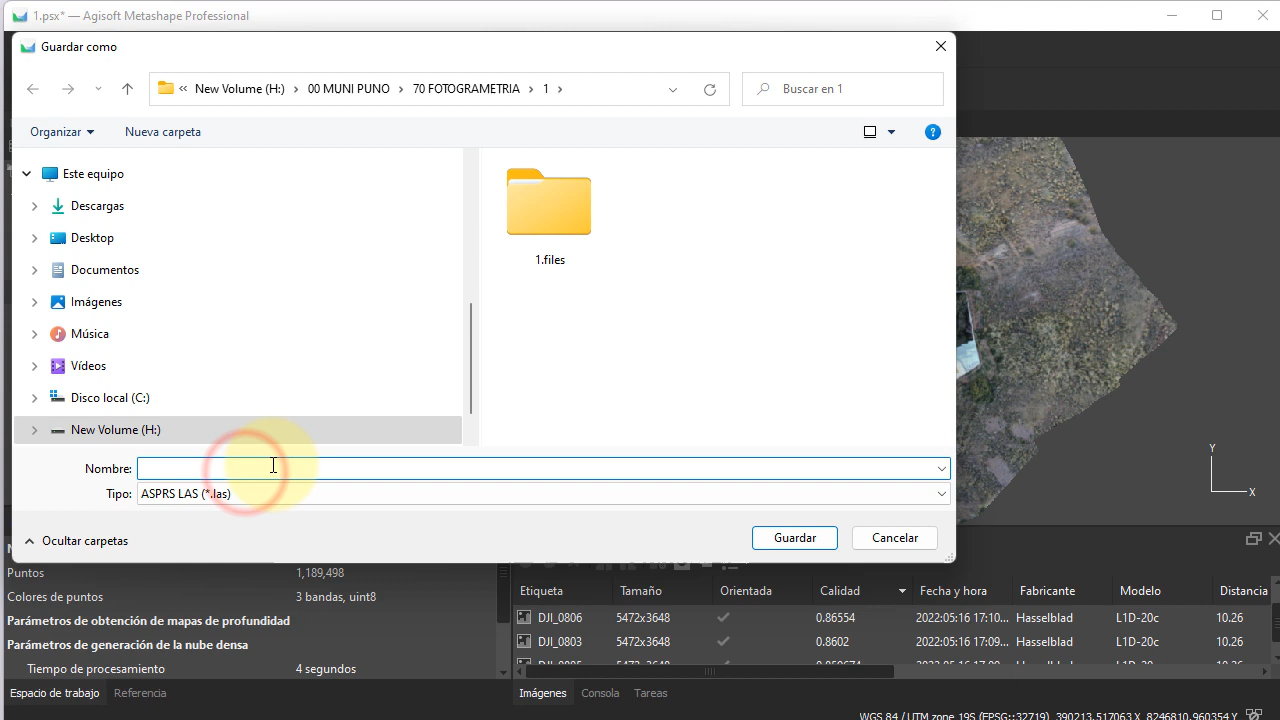 1.psx* — Agisoft Metashape Professional
Guardar como
« New Volume (H:) › 00 MUNI PUNO › 70 FOTOGRAMETRIA › 1 ›
Buscar en 1
Organizar
Nueva carpeta
?
Este equipo
Descargas
Desktop
Documentos
Imágenes
Música
Vídeos
Disco local (C:)
New Volume (H:)
1.files
Nombre:
Tipo: ASPRS LAS (*.las)
Ocultar carpetas
Guardar
Cancelar
Y
X
Puntos 1,189,498
Colores de puntos 3 bandas, uint8
Parámetros de obtención de mapas de profundidad
Parámetros de generación de la nube densa
Tiempo de procesamiento 4 segundos
Espacio de trabajo Referencia
Etiqueta Tamaño Orientada Calidad Fecha y hora Fabricante Modelo Distancia
DJI_0806 5472x3648 0.86554 2022:05:16 17:10... Hasselblad L1D-20c 10.26
DJI_0803 5472x3648 0.8602 2022:05:16 17:09... Hasselblad L1D-20c 10.26
Imágenes Consola Tareas
WGS 84 / UTM zone 19S (EPSG::32719) 390213.517063 X 8246810.960354 Y